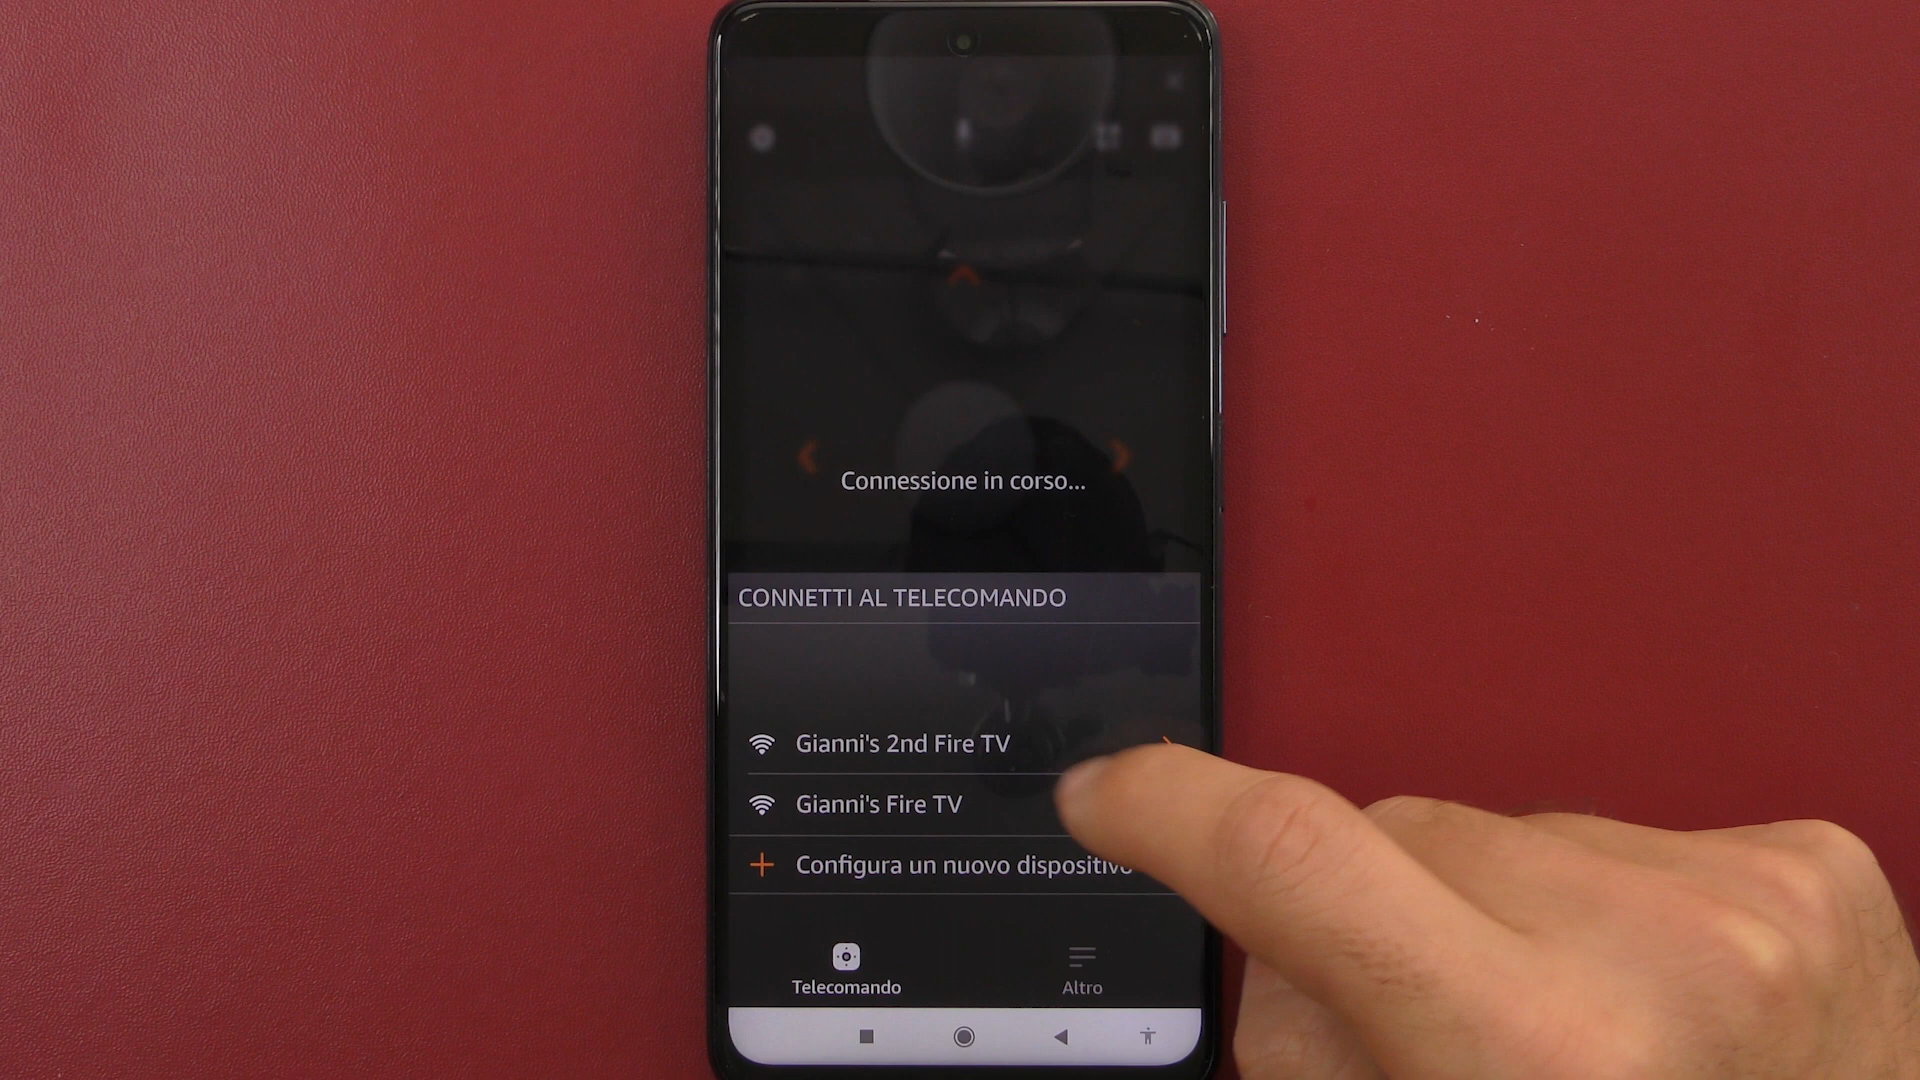 Connessione in corso...
CONNETTI AL TELECOMANDO
Gianni's 2nd Fire TV
Gianni's Fire TV
Configura un nuovo dispositivo
Telecomando
Altro